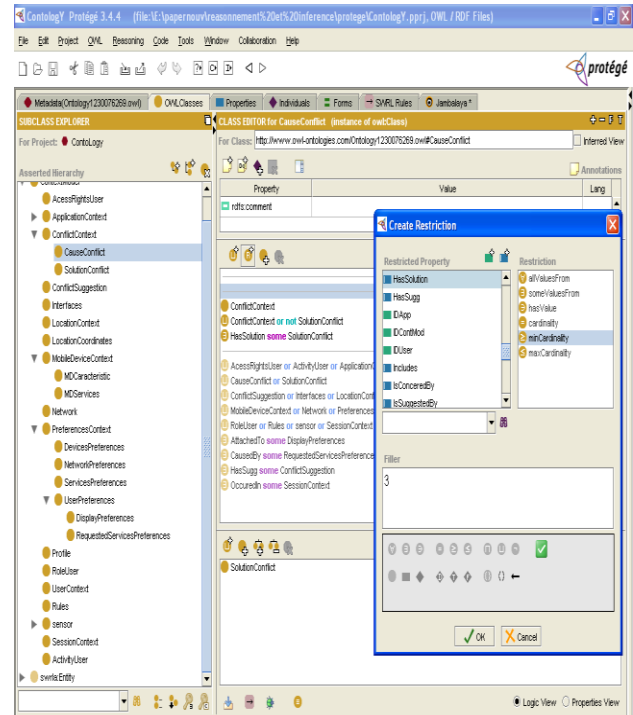 ContologY Protégé 3.4.4 (file:\E:\papernouv\reasonnement%20et%20inference\protege\ContologY.pprj, OWL / RDF Files)
File Edit Project OWL Reasoning Code Tools Window Collaboration Help
protégé
Metadata(Ontology1230076269.owl) OWLClasses Properties Individuals Forms SWRL Rules Jambalaya *
SUBCLASS EXPLORER
For Project: ContoLogy
Asserted Hierarchy
AcessRightsUser
ApplicationContext
ConflictContext
CauseConflict
SolutionConflict
ConflictSuggestion
Interfaces
LocationContext
LocationCoordinates
MobileDeviceContext
MDCaracteristic
MDServices
Network
PreferencesContext
DevicesPreferences
NetworkPreferences
ServicesPreferences
UserPreferences
DisplayPreferences
RequestedServicesPreferences
Profile
RoleUser
UserContext
Rules
sensor
SessionContext
ActivityUser
swrla:Entity
CLASS EDITOR for CauseConflict (instance of owl:Class)
For Class: http://www.owl-ontologies.com/Ontology1230076269.owl#CauseConflict Inferred View
Annotations
Property Value Lang
rdfs:comment
ConflictContext
ConflictContext or not SolutionConflict
HasSolution some SolutionConflict
AcessRightsUser or ActivityUser or ApplicationC
CauseConflict or SolutionConflict
ConflictSuggestion or Interfaces or LocationCont
MobileDeviceContext or Network or Preferences
RoleUser or Rules or sensor or SessionContext
AttachedTo some DisplayPreferences
CausedBy some RequestedServicesPreference
HasSugg some ConflictSuggestion
OccuredIn some SessionContext
SolutionConflict
Logic View Properties View
Create Restriction
Restricted Property Restriction
HasSolution
HasSugg
IDApp
IDContMod
IDUser
Includes
IsConceredBy
IsSuggestedBy
allValuesFrom
someValuesFrom
hasValue
cardinality
minCardinality
maxCardinality
Filler
3
OK Cancel